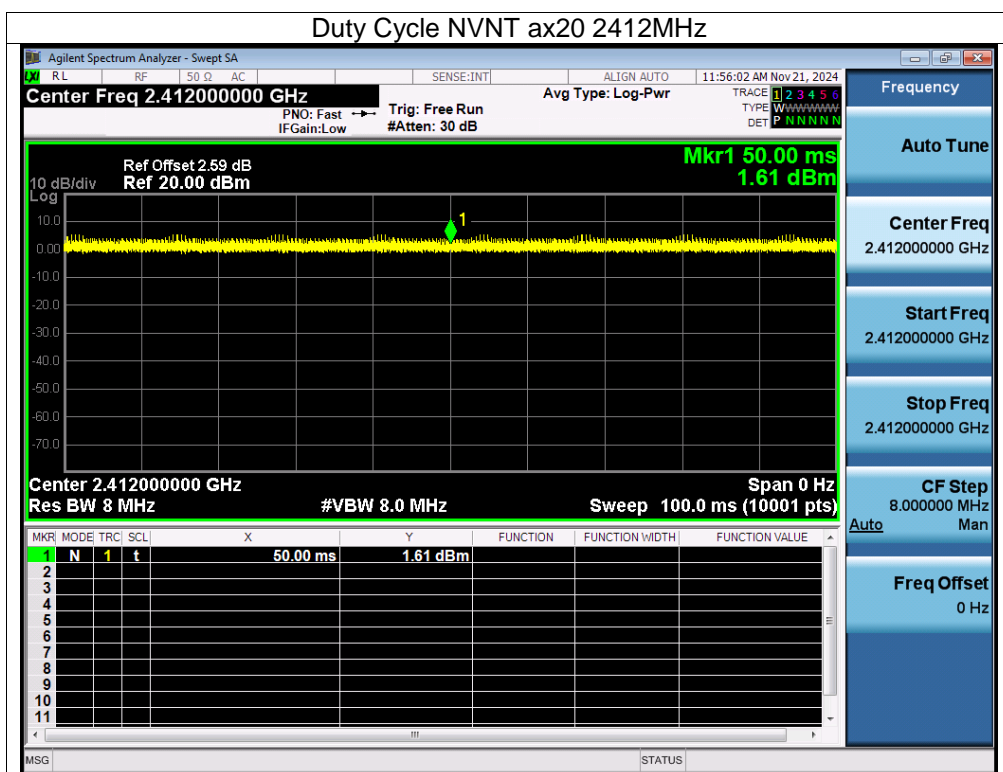 Duty Cycle NVNT ax20 2412MHz
Agilent Spectrum Analyzer - Swept SA
LXI RL RF 50 Ω AC SENSE:INT ALIGN AUTO 11:56:02 AM Nov 21, 2024
Center Freq 2.412000000 GHz Avg Type: Log-Pwr TRACE 1 2 3 4 5 6
PNO: Fast Trig: Free Run TYPE WWWWWW
IFGain:Low #Atten: 30 dB DET P N N N N N
Frequency
Auto Tune
Center Freq
2.412000000 GHz
Start Freq
2.412000000 GHz
Stop Freq
2.412000000 GHz
CF Step
8.000000 MHz
Auto Man
Freq Offset
0 Hz
Mkr1 50.00 ms
1.61 dBm
Ref Offset 2.59 dB
10 dB/div Ref 20.00 dBm
Log
10.0
0.00
-10.0
-20.0
-30.0
-40.0
-50.0
-60.0
-70.0
1
Center 2.412000000 GHz Span 0 Hz
Res BW 8 MHz #VBW 8.0 MHz Sweep 100.0 ms (10001 pts)
MKR MODE TRC SCL X Y FUNCTION FUNCTION WIDTH FUNCTION VALUE
1 N 1 t 50.00 ms 1.61 dBm
2
3
4
5
6
7
8
9
10
11
MSG STATUS